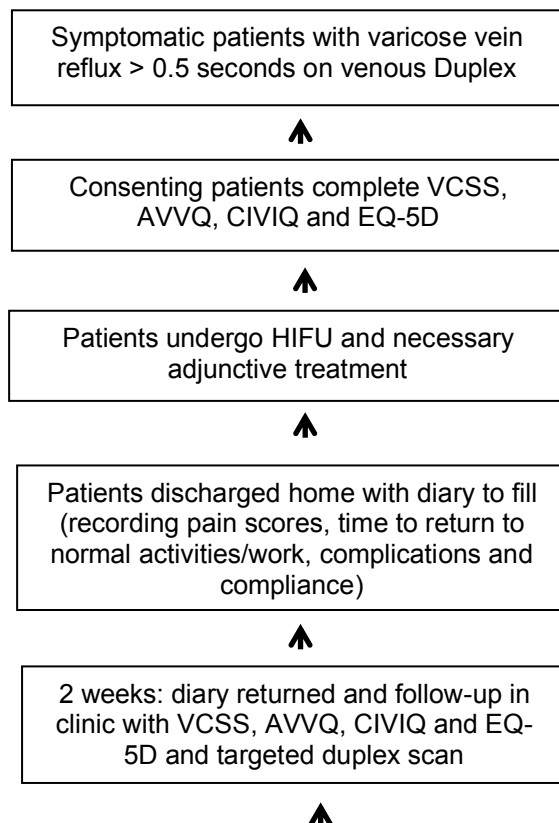 Symptomatic patients with varicose vein
reflux > 0.5 seconds on venous Duplex
Consenting patients complete VCSS,
AVVQ, CIVIQ and EQ-5D
Patients undergo HIFU and necessary
adjunctive treatment
Patients discharged home with diary to fill
(recording pain scores, time to return to
normal activities/work, complications and
compliance)
2 weeks: diary returned and follow-up in
clinic with VCSS, AVVQ, CIVIQ and EQ-
5D and targeted duplex scan